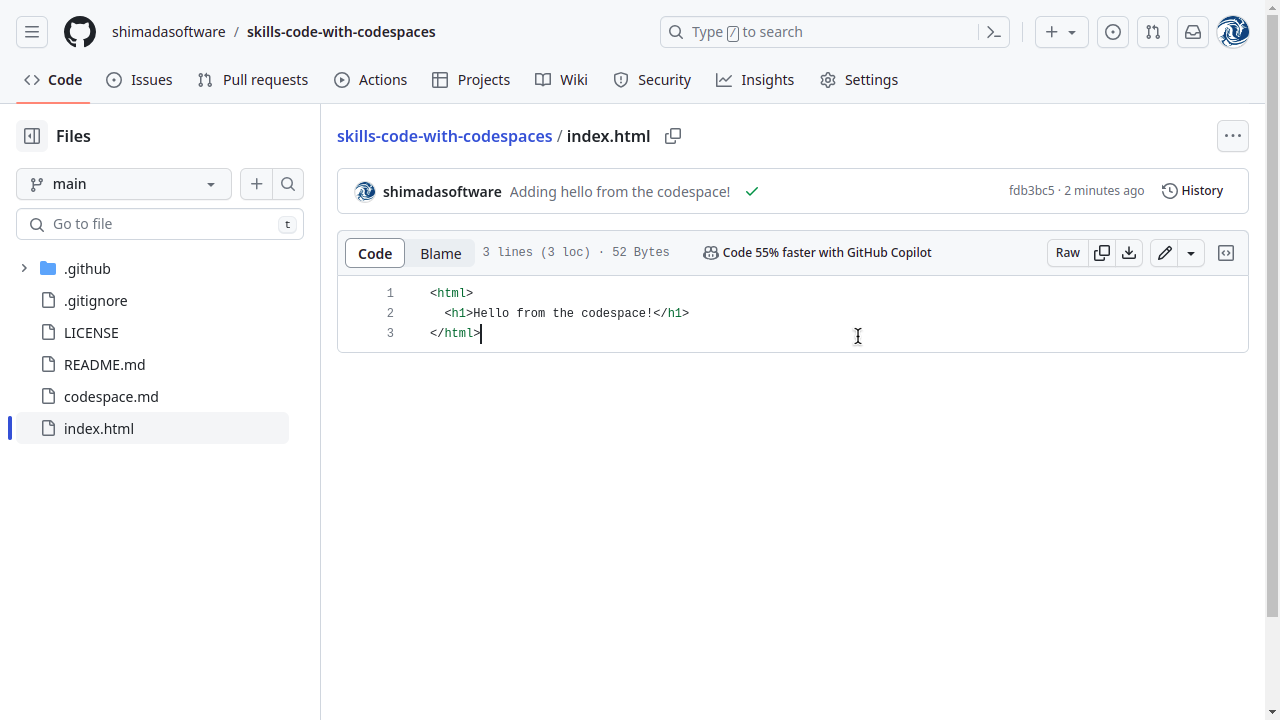 shimadasoftware / skills-code-with-codespaces
Type / to search
Code Issues Pull requests Actions Projects Wiki Security Insights Settings
Files
main
Go to file t
.github
.gitignore
LICENSE
README.md
codespace.md
index.html
skills-code-with-codespaces / index.html
shimadasoftware Adding hello from the codespace! fdb3bc5 · 2 minutes ago History
Code Blame 3 lines (3 loc) · 52 Bytes Code 55% faster with GitHub Copilot Raw
1 <html>
2 <h1>Hello from the codespace!</h1>
3 </html>